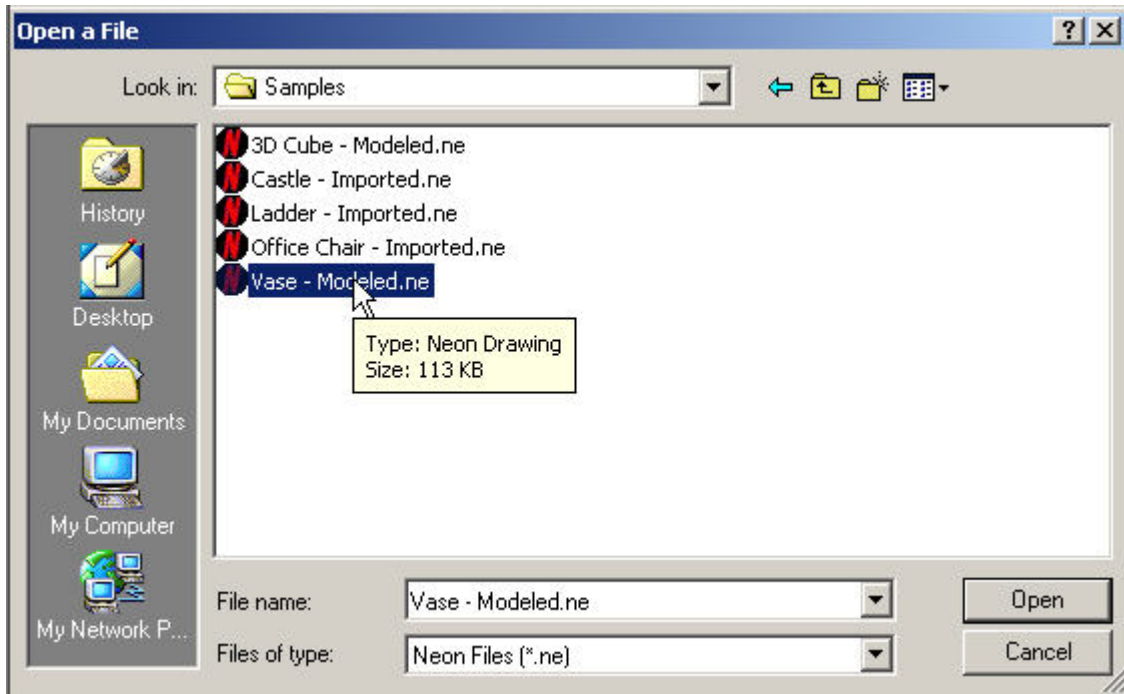 Open a File
Look in: Samples
3D Cube - Modeled.ne
Castle - Imported.ne
Ladder - Imported.ne
Office Chair - Imported.ne
Vase - Modeled.ne
Type: Neon Drawing
Size: 113 KB
History
Desktop
My Documents
My Computer
My Network P...
File name: Vase - Modeled.ne Open
Files of type: Neon Files (*.ne) Cancel